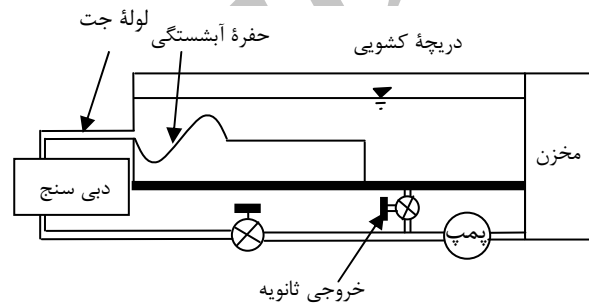 لولهٔ جت
حفرهٔ آبشستگی
دریچهٔ کشویی
مخزن
دبی سنج
پمپ
خروجی ثانویه